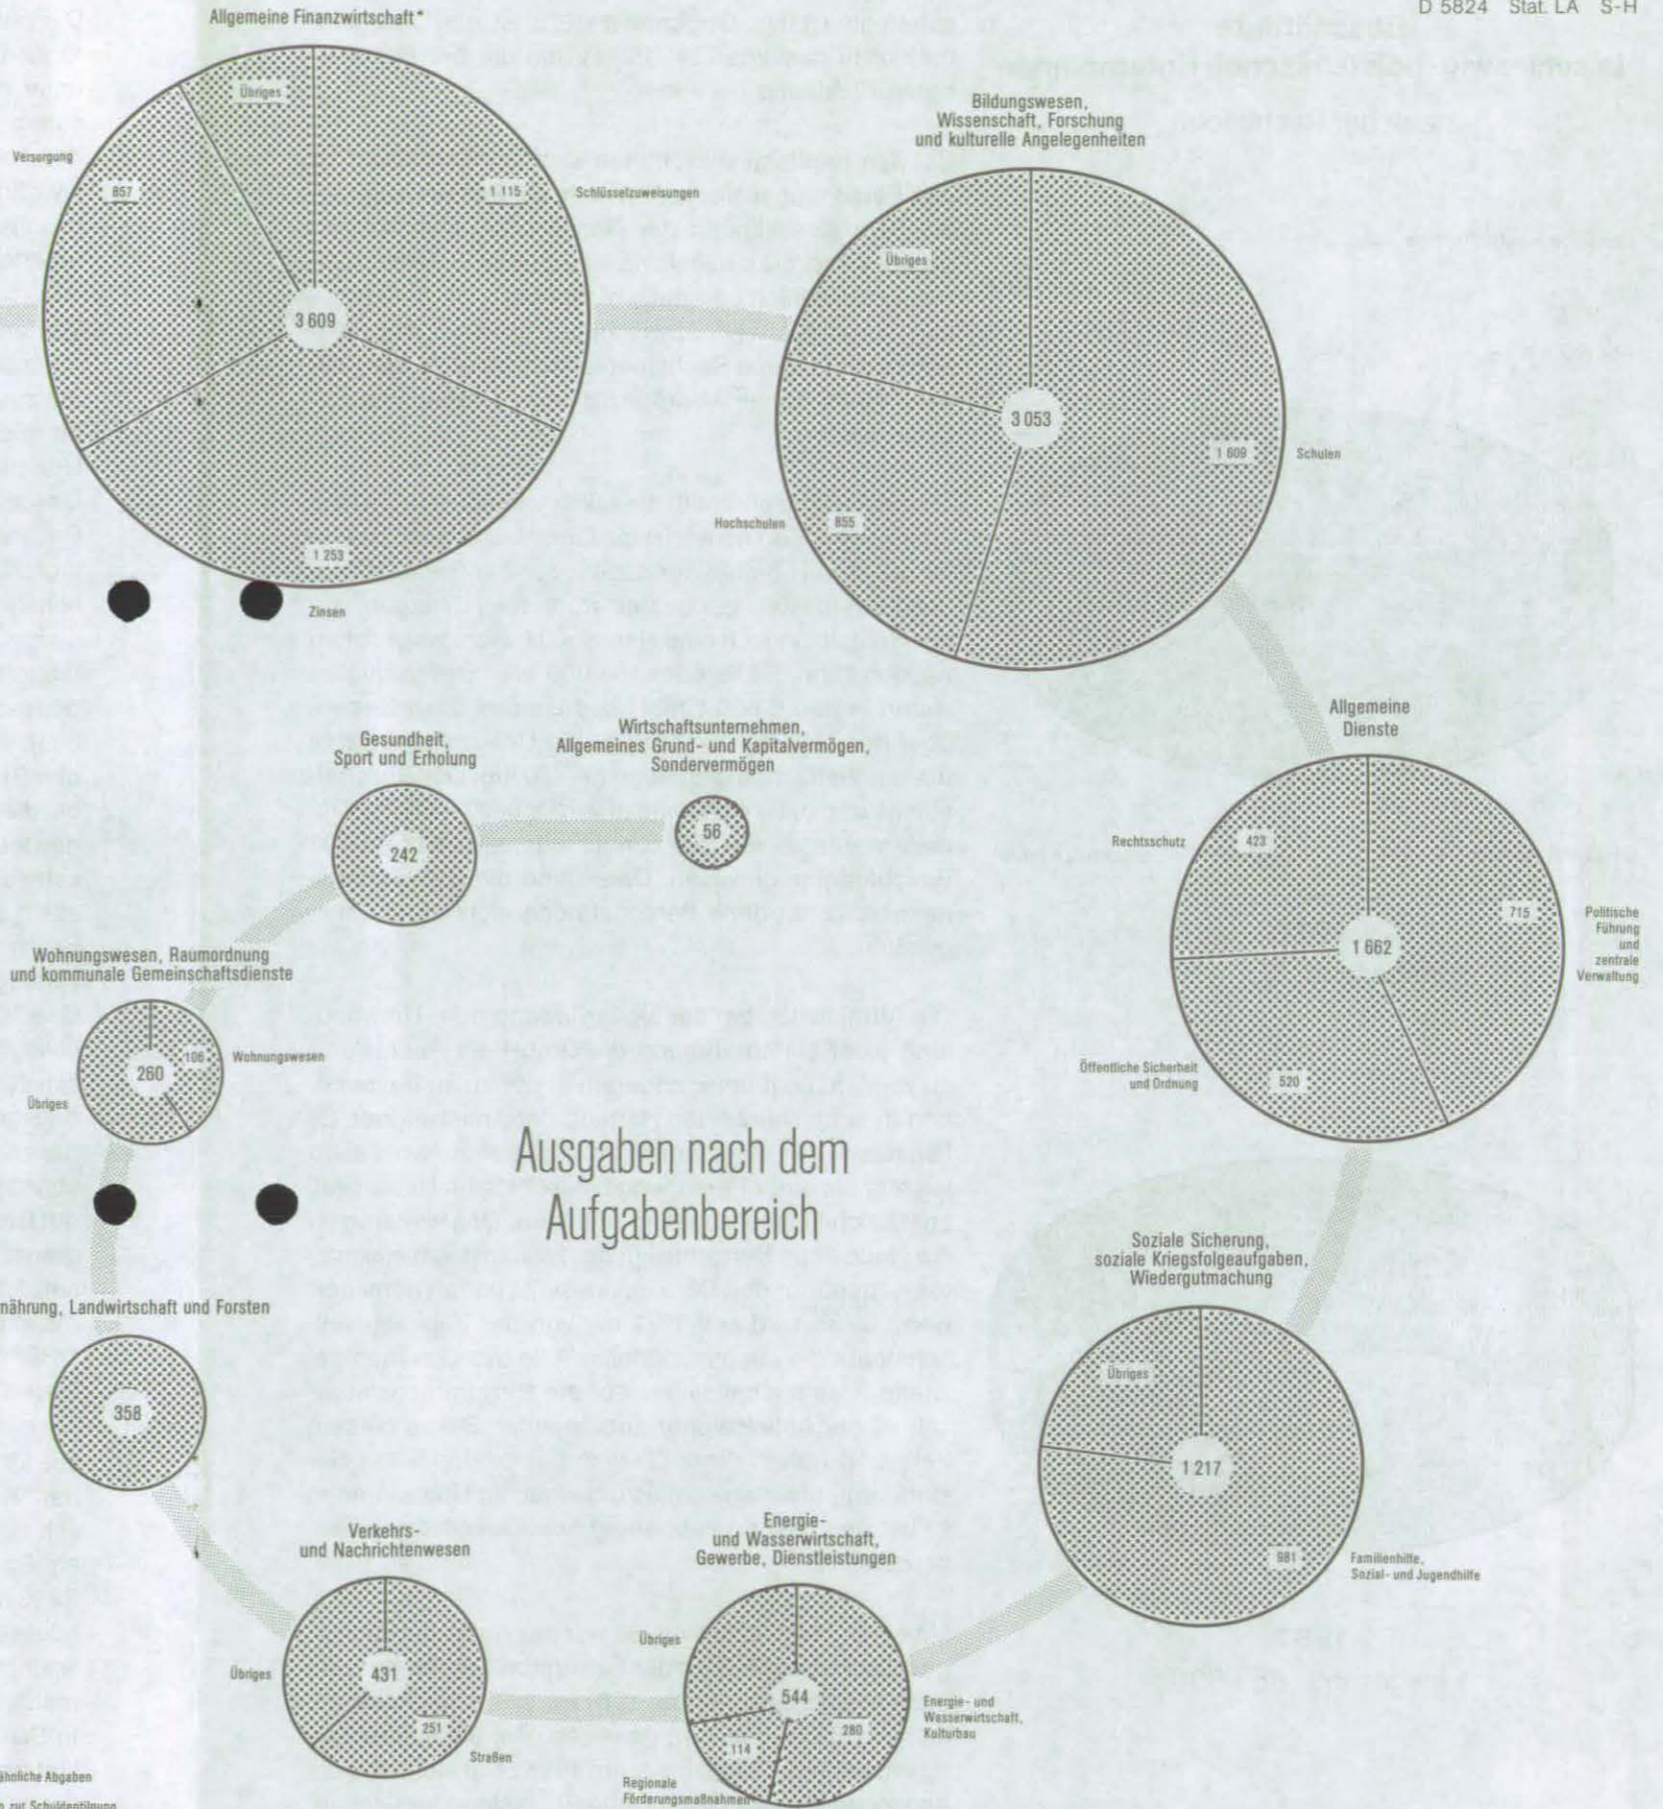 D 5824 Stat. LA S-H
Allgemeine Finanzwirtschaft*
Übriges
Versorgung
857
1 115
Schlüsselzuweisungen
3 609
1 253
Zinsen
Bildungswesen,
Wissenschaft, Forschung
und kulturelle Angelegenheiten
Übriges
3 053
1 609
Schulen
Hochschulen
855
Allgemeine
Dienste
Rechtsschutz
423
715
Politische
Führung
und
zentrale
Verwaltung
1 662
Öffentliche Sicherheit
und Ordnung
520
Gesundheit,
Sport und Erholung
242
Wirtschaftsunternehmen,
Allgemeines Grund- und Kapitalvermögen,
Sondervermögen
56
Wohnungswesen, Raumordnung
und kommunale Gemeinschaftsdienste
106
Wohnungswesen
260
Übriges
Ausgaben nach dem
Aufgabenbereich
Soziale Sicherung,
soziale Kriegsfolgeaufgaben,
Wiedergutmachung
Übriges
1 217
981
Familienhilfe,
Sozial- und Jugendhilfe
nährung, Landwirtschaft und Forsten
358
Verkehrs-
und Nachrichtenwesen
Übriges
431
251
Straßen
Energie-
und Wasserwirtschaft,
Gewerbe, Dienstleistungen
Übriges
544
280
Energie- und
Wasserwirtschaft,
Kulturbau
114
Regionale
Förderungsmaßnahmen
ähnliche Abgaben
zur Schuldentilgung